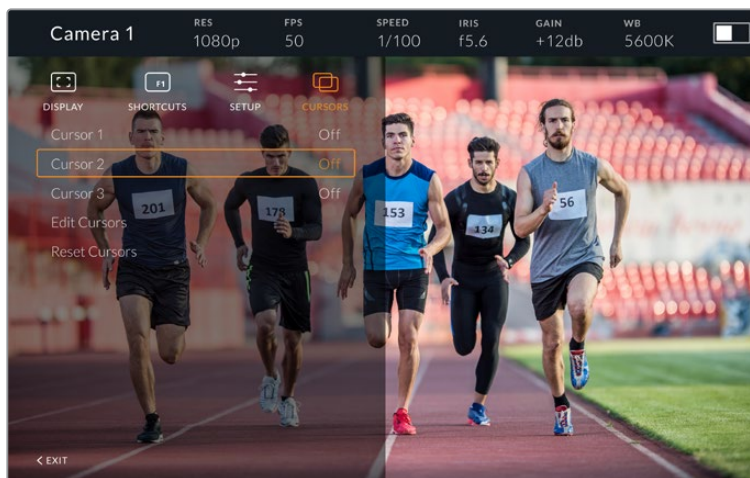 Camera 1
RES FPS SPEED IRIS GAIN WB
1080p 50 1/100 f5.6 +12db 5600K
F1
DISPLAY SHORTCUTS SETUP CURSORS
Cursor 1 Off
Cursor 2 Off
Cursor 3 Off
Edit Cursors
Reset Cursors
201
178
153
134
56
EXIT